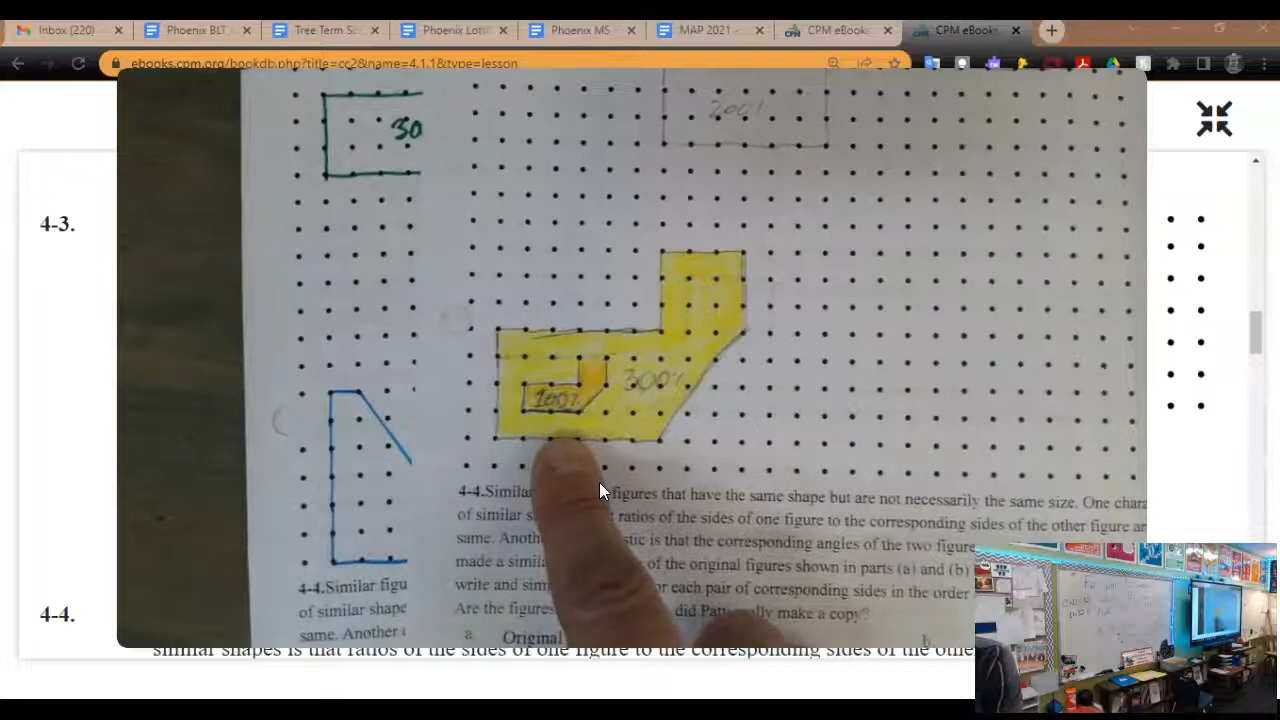 Inbox (220)
Phoenix BLT
Tree Term Sc
Phoenix Lott
Phoenix MS
MAP 2021 -
CPM eBooks
CPM eBooks
ebooks.cpm.org/bookdb.php?title=cc2&name=4.1.1&type=lesson
200%
30
4-3.
300%
100%
4-4.Similar figures that have the same shape but are not necessarily the same size. One chara
of similar s ratios of the sides of one figure to the corresponding sides of the other figure ar
same. Anoth stic is that the corresponding angles of the two figure
made a simila of the original figures shown in parts (a) and (b)
write and sim or each pair of corresponding sides in the order
Are the figures did Patt ally make a copy?
a Original
b
4-4.Similar figu
of similar shape
same. Another
4-4.
similar shapes is that ratios of the sides of one figure to the corresponding sides of the othe